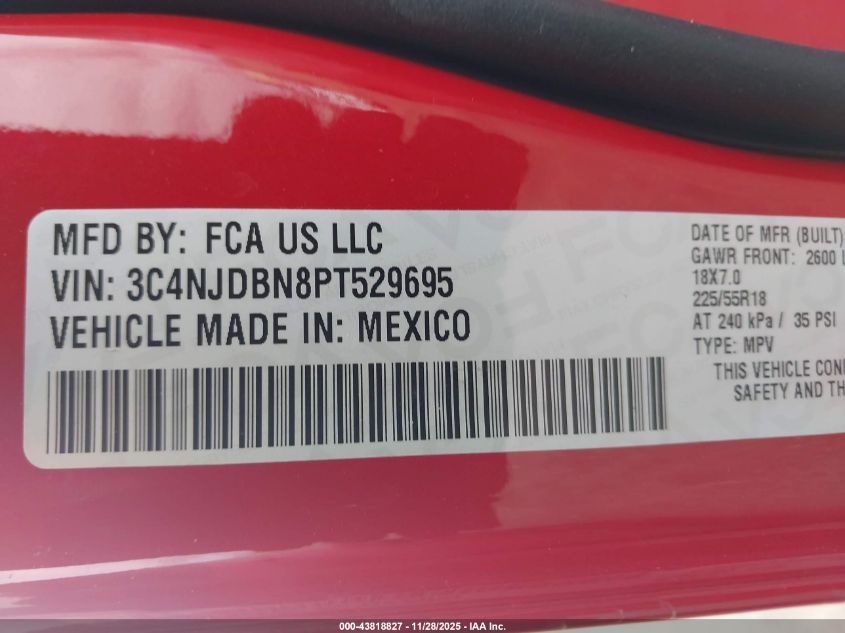 MFD BY: FCA US LLC
VIN: 3C4NJDBN8PT529695
VEHICLE MADE IN: MEXICO
DATE OF MFR (BUILT)
GAWR FRONT: 2600
18X7.0
225/55R18
AT 240 kPa / 35 PSI
TYPE: MPV
THIS VEHICLE
SAFETY AND
000-43818827 - 11/28/2025 - IAA Inc.